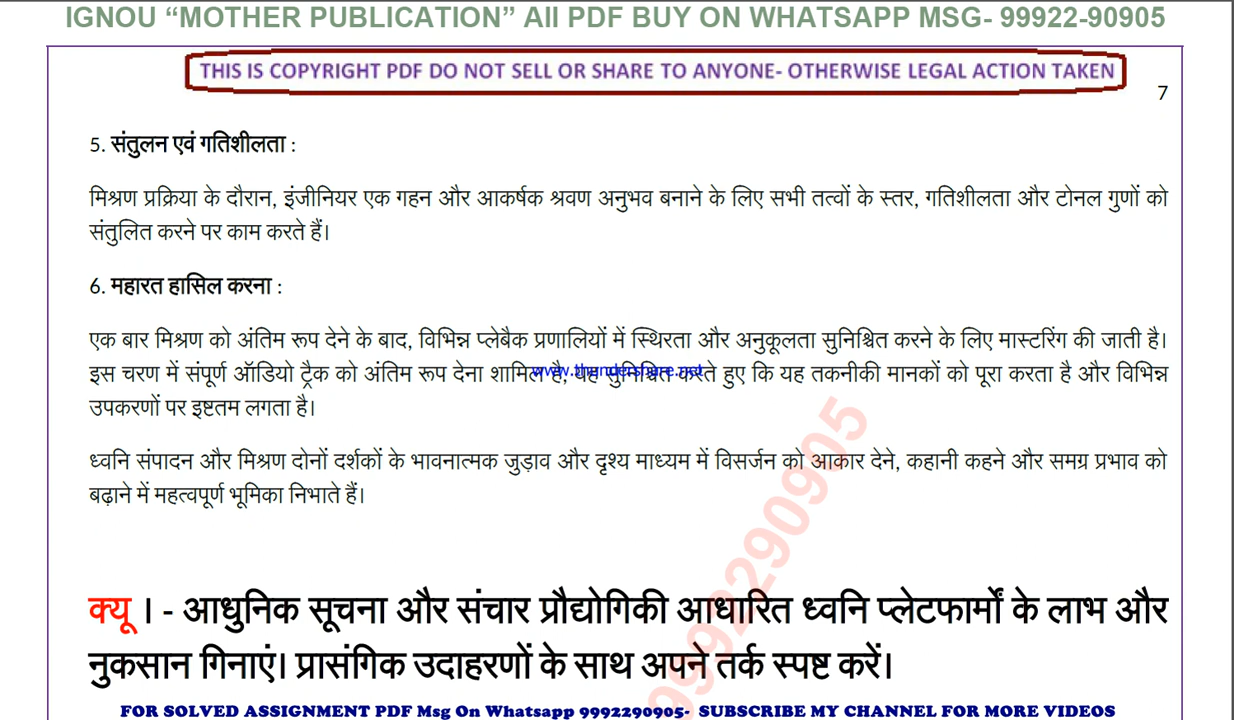 IGNOU “MOTHER PUBLICATION” All PDF BUY ON WHATSAPP MSG- 99922-90905
THIS IS COPYRIGHT PDF DO NOT SELL OR SHARE TO ANYONE- OTHERWISE LEGAL ACTION TAKEN
7
5. संतुलन एवं गतिशीलता :
मिश्रण प्रक्रिया के दौरान, इंजीनियर एक गहन और आकर्षक श्रवण अनुभव बनाने के लिए सभी तत्वों के स्तर, गतिशीलता और टोनल गुणों को
संतुलित करने पर काम करते हैं।
6. महारत हासिल करना :
एक बार मिश्रण को अंतिम रूप देने के बाद, विभिन्न प्लेबैक प्रणालियों में स्थिरता और अनुकूलता सुनिश्चित करने के लिए मास्टरिंग की जाती है।
इस चरण में संपूर्ण ऑडियो ट्रैक को अंतिम रूप देना शामिल है, यह सुनिश्चित करते हुए कि यह तकनीकी मानकों को पूरा करता है और विभिन्न
www.thundershare.net
उपकरणों पर इष्टतम लगता है।
ध्वनि संपादन और मिश्रण दोनों दर्शकों के भावनात्मक जुड़ाव और दृश्य माध्यम में विसर्जन को आकार देने, कहानी कहने और समग्र प्रभाव को
बढ़ाने में महत्वपूर्ण भूमिका निभाते हैं।
9992290905
क्यू । - आधुनिक सूचना और संचार प्रौद्योगिकी आधारित ध्वनि प्लेटफार्मों के लाभ और
नुकसान गिनाएं। प्रासंगिक उदाहरणों के साथ अपने तर्क स्पष्ट करें।
FOR SOLVED ASSIGNMENT PDF Msg On Whatsapp 9992290905- SUBSCRIBE MY CHANNEL FOR MORE VIDEOS